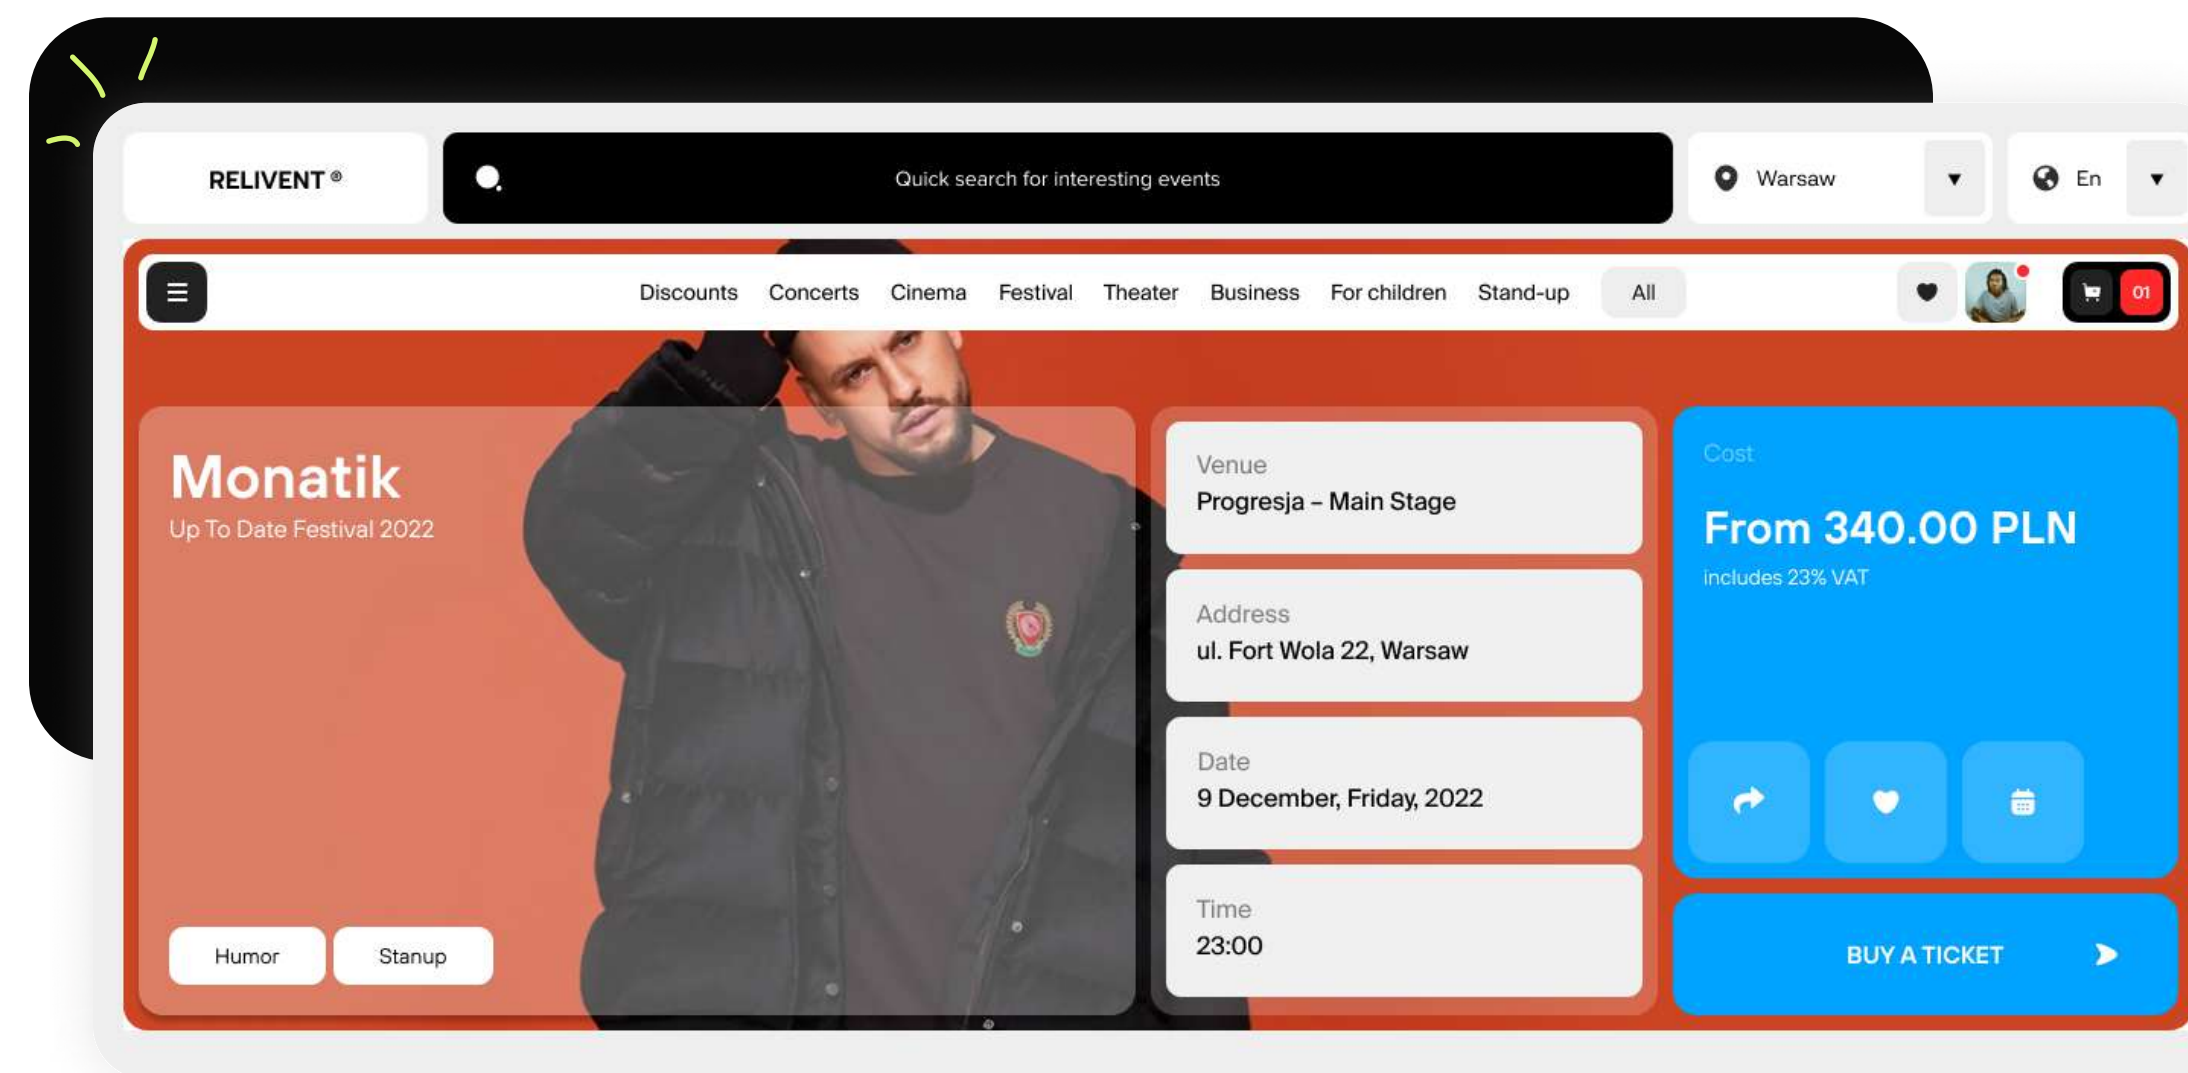 RELIVENT ®
Quick search for interesting events
Warsaw
En
Discounts Concerts Cinema Festival Theater Business For children Stand-up All
01
Monatik
Up To Date Festival 2022
Humor Stanup
Venue
Progresja – Main Stage
Address
ul. Fort Wola 22, Warsaw
Date
9 December, Friday, 2022
Time
23:00
Cost
From 340.00 PLN
includes 23% VAT
BUY A TICKET